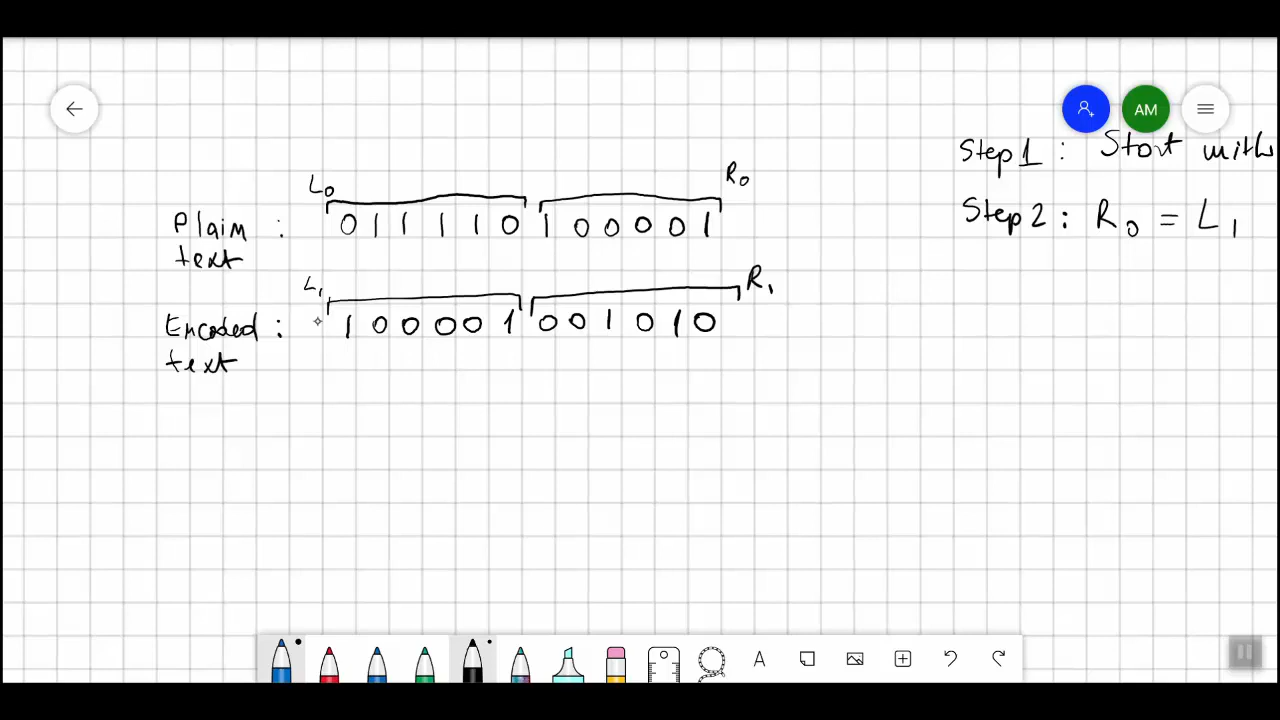 Step 1 : Start with
L0 R0
Plain text : 011110 100001
Step 2 : R0 = L1
L1 R1
Encoded text : 100001 001010
AM
A